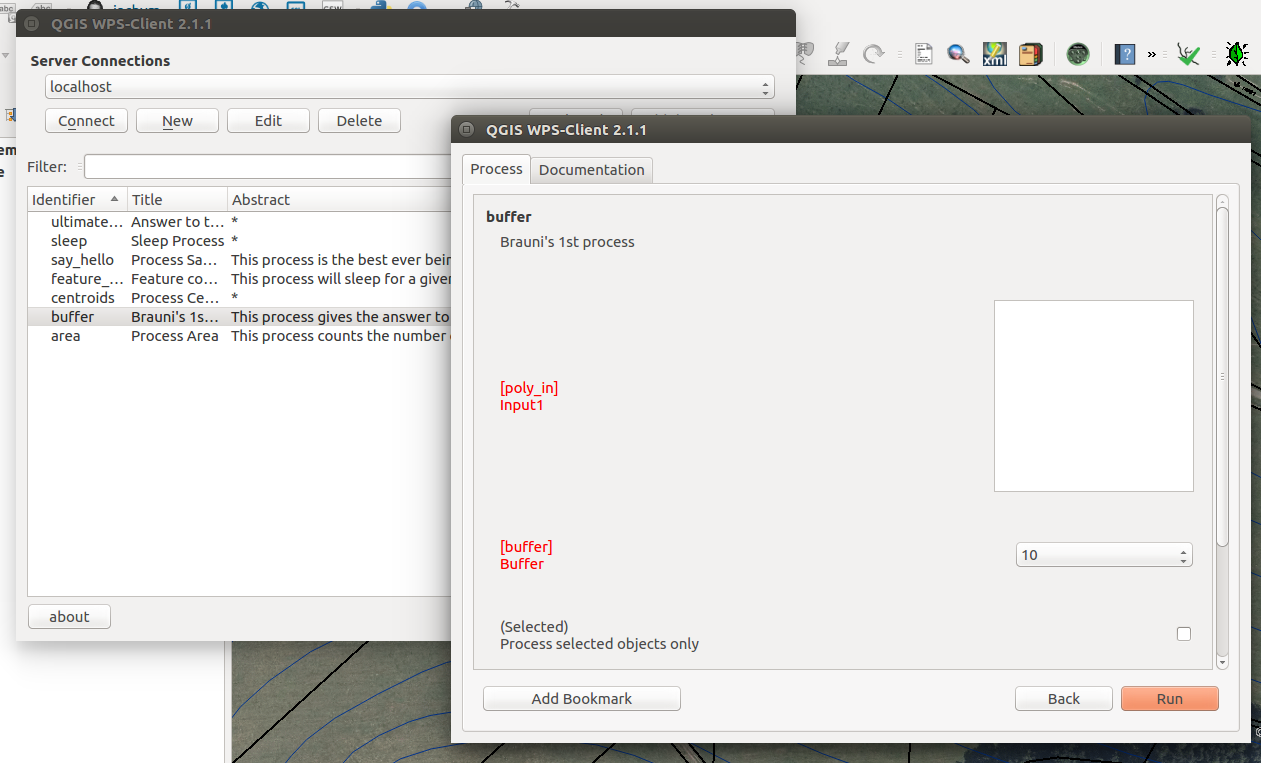 QGIS WPS-Client 2.1.1
Server Connections
localhost
Connect New Edit Delete
Filter:
Identifier Title Abstract
ultimate... Answer to t... *
sleep Sleep Process *
say_hello Process Sa... This process is the best ever bein
feature_... Feature co... This process will sleep for a give
centroids Process Ce... *
buffer Brauni's 1s... This process gives the answer to
area Process Area This process counts the number
about
QGIS WPS-Client 2.1.1
Process Documentation
buffer
Brauni's 1st process
[poly_in]
Input1
[buffer]
Buffer
10
(Selected)
Process selected objects only
Add Bookmark Back Run
xml
?
»